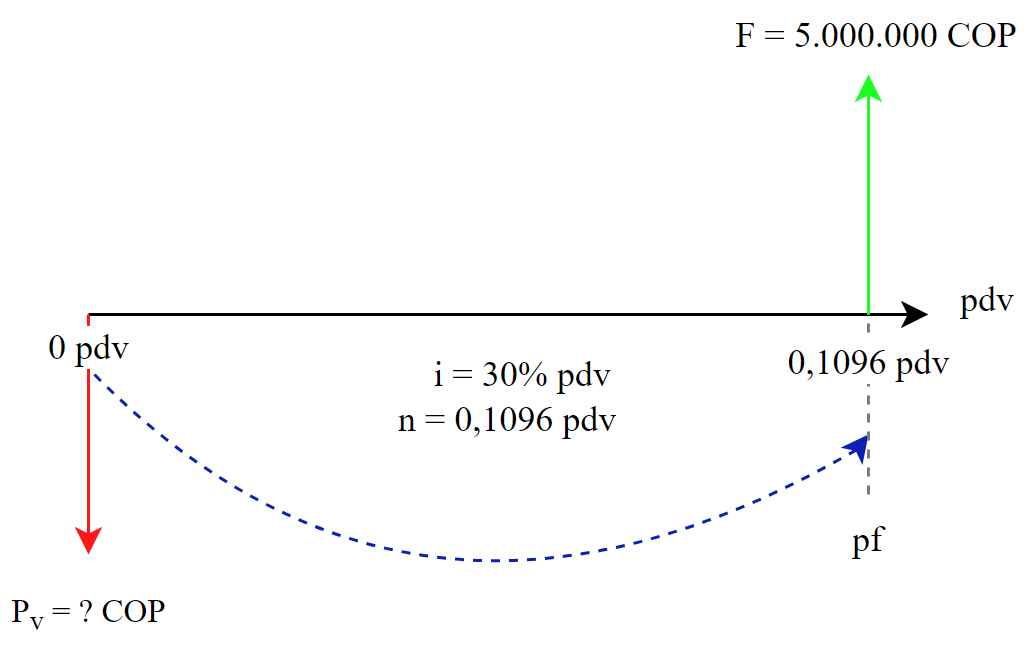 F = 5.000.000 COP
pdv
0 pdv
0,1096 pdv
i = 30% pdv
n = 0,1096 pdv
pf
Pv = ? COP